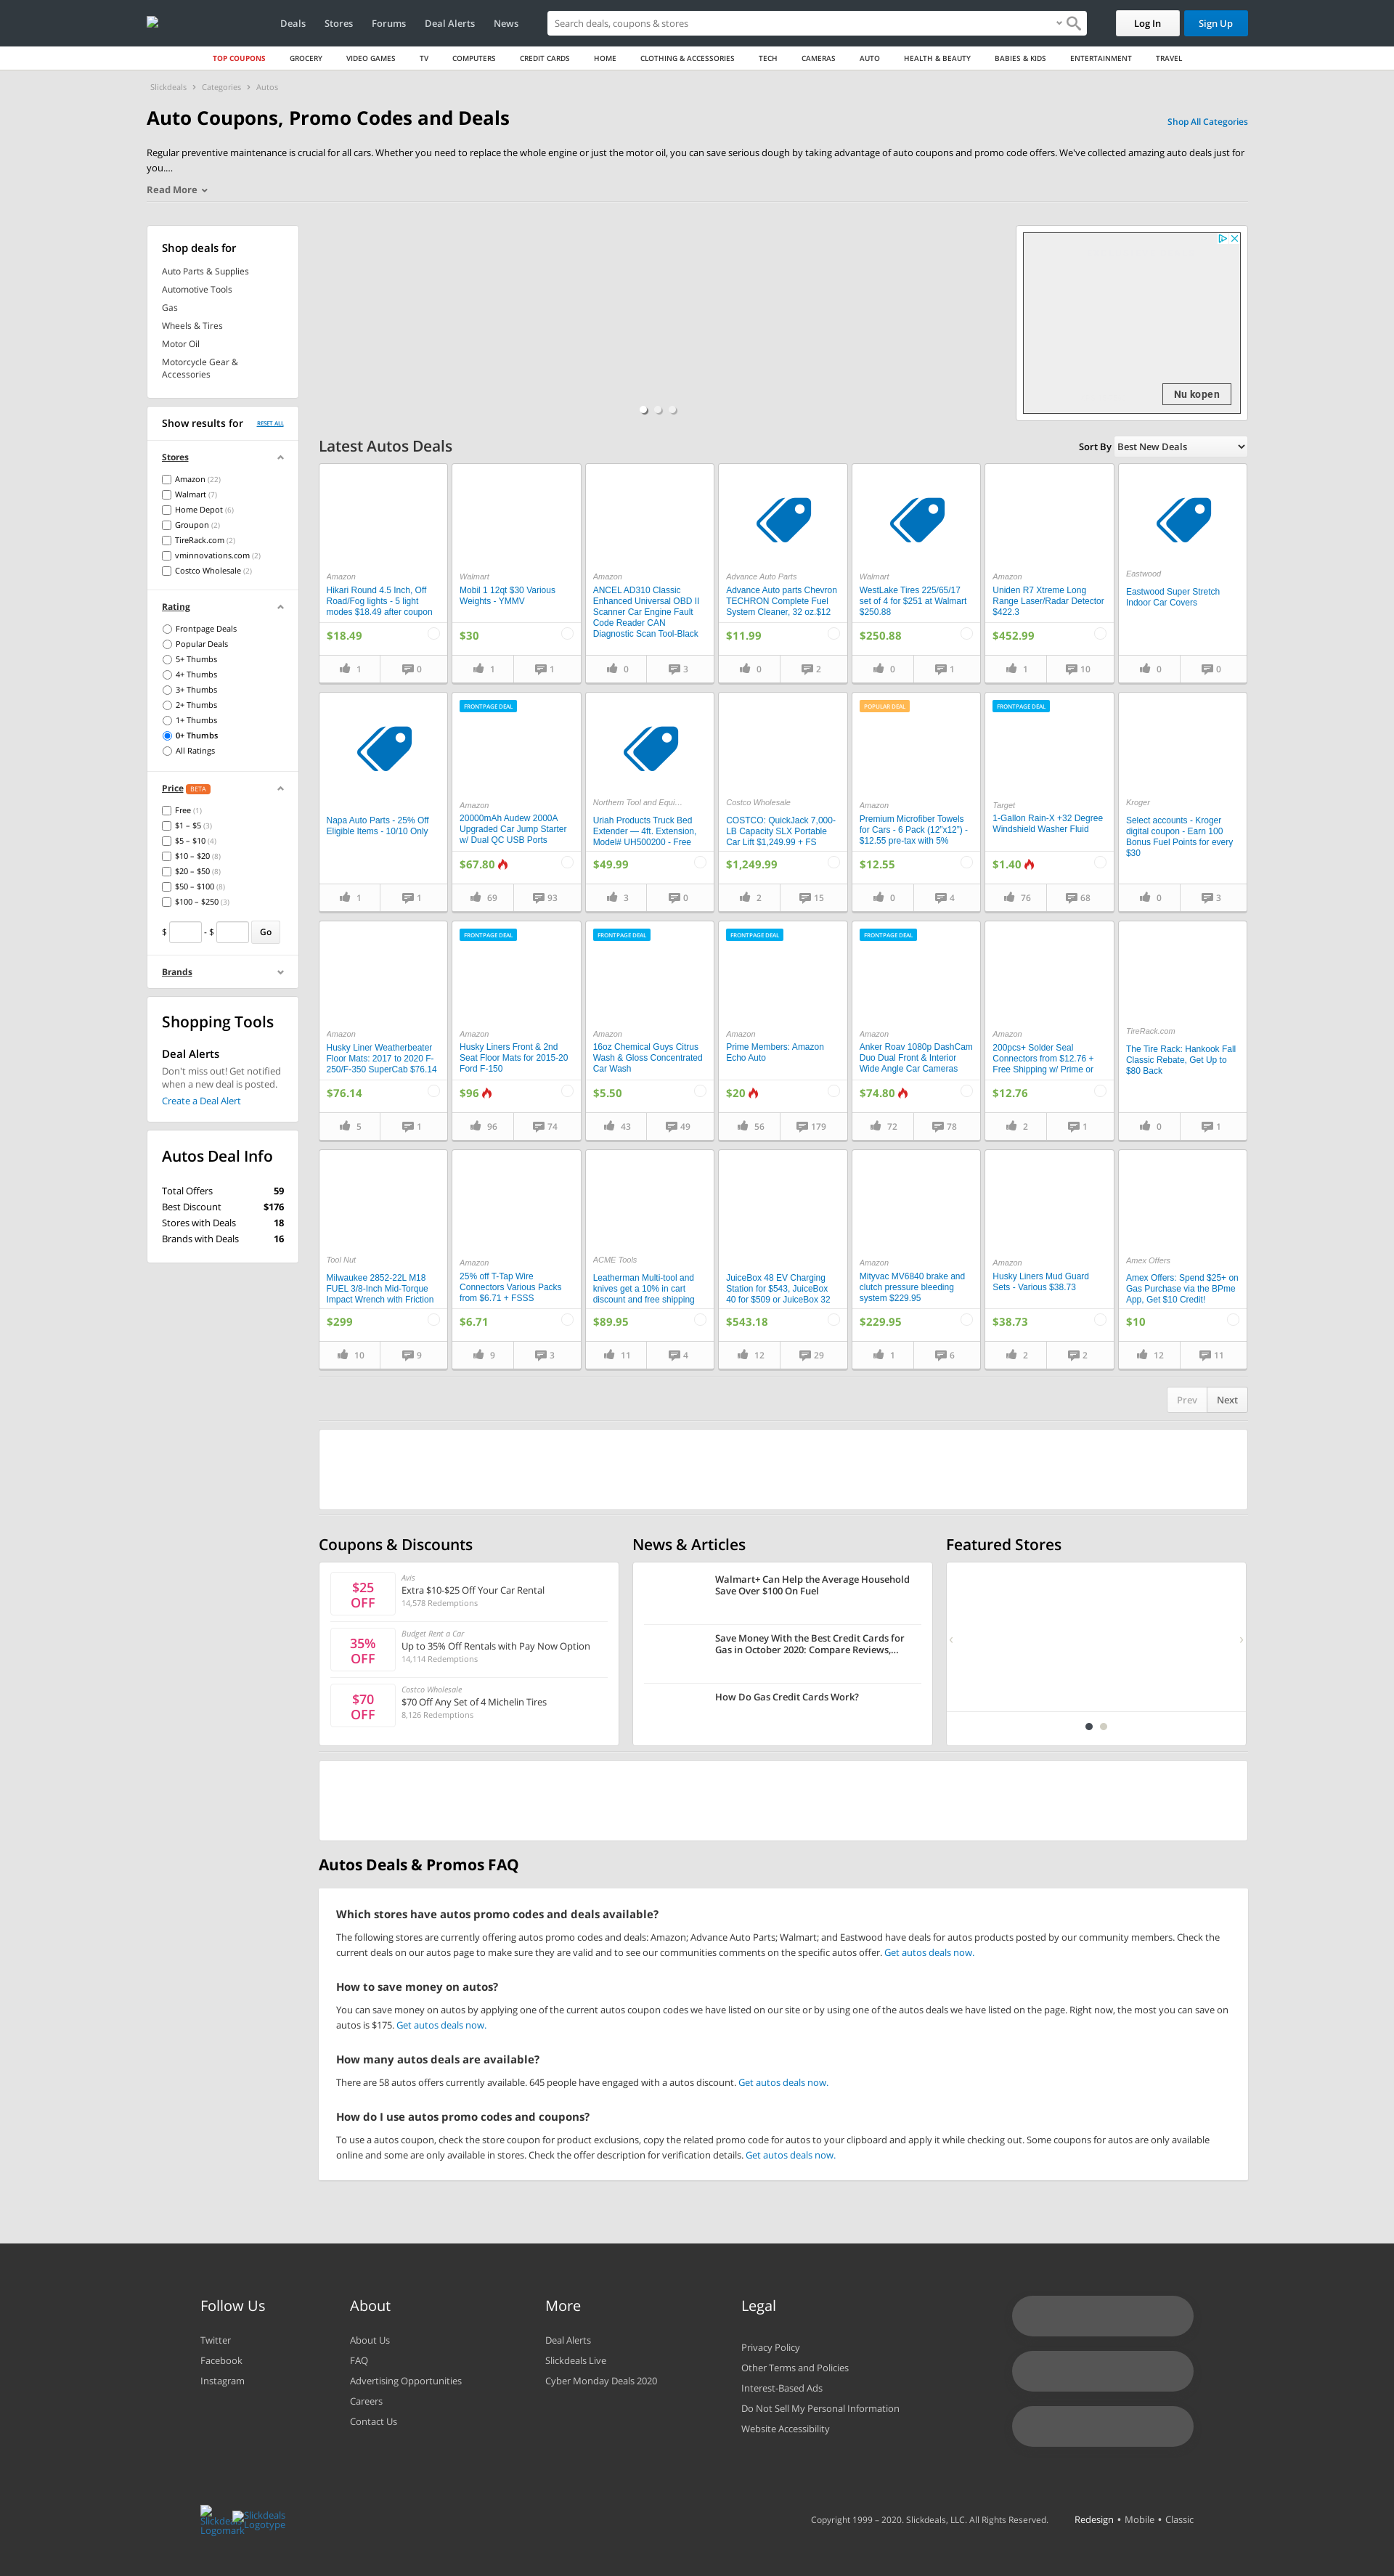 Deals Stores Forums Deal Alerts News
Search deals, coupons & stores
Log In Sign Up
TOP COUPONS GROCERY VIDEO GAMES TV COMPUTERS CREDIT CARDS HOME CLOTHING & ACCESSORIES TECH CAMERAS AUTO HEALTH & BEAUTY BABIES & KIDS ENTERTAINMENT TRAVEL
Slickdeals › Categories › Autos
Auto Coupons, Promo Codes and Deals
Shop All Categories
Regular preventive maintenance is crucial for all cars. Whether you need to replace the whole engine or just the motor oil, you can save serious dough by taking advantage of auto coupons and promo code offers. We've collected amazing auto deals just for
you....
Read More
Shop deals for
Auto Parts & Supplies
Automotive Tools
Gas
Wheels & Tires
Motor Oil
Motorcycle Gear &
Accessories
Nu kopen
Show results for RESET ALL
Stores
Amazon (22)
Walmart (7)
Home Depot (6)
Groupon (2)
TireRack.com (2)
vminnovations.com (2)
Costco Wholesale (2)
Rating
Frontpage Deals
Popular Deals
5+ Thumbs
4+ Thumbs
3+ Thumbs
2+ Thumbs
1+ Thumbs
0+ Thumbs
All Ratings
Price BETA
Free (1)
$1 – $5 (3)
$5 – $10 (4)
$10 – $20 (8)
$20 – $50 (8)
$50 – $100 (8)
$100 – $250 (3)
$ - $ Go
Brands
Shopping Tools
Deal Alerts
Don't miss out! Get notified
when a new deal is posted.
Create a Deal Alert
Autos Deal Info
Total Offers 59
Best Discount $176
Stores with Deals 18
Brands with Deals 16
Latest Autos Deals
Sort By Best New Deals
Amazon
Hikari Round 4.5 Inch, Off
Road/Fog lights - 5 light
modes $18.49 after coupon
$18.49
1 0
Walmart
Mobil 1 12qt $30 Various
Weights - YMMV
$30
1 1
Amazon
ANCEL AD310 Classic
Enhanced Universal OBD II
Scanner Car Engine Fault
Code Reader CAN
Diagnostic Scan Tool-Black
0 3
Advance Auto Parts
Advance Auto parts Chevron
TECHRON Complete Fuel
System Cleaner, 32 oz.$12
$11.99
0 2
Walmart
WestLake Tires 225/65/17
set of 4 for $251 at Walmart
$250.88
$250.88
0 1
Amazon
Uniden R7 Xtreme Long
Range Laser/Radar Detector
$422.3
$452.99
1 10
Eastwood
Eastwood Super Stretch
Indoor Car Covers
0 0
Napa Auto Parts - 25% Off
Eligible Items - 10/10 Only
1 1
FRONTPAGE DEAL
Amazon
20000mAh Audew 2000A
Upgraded Car Jump Starter
w/ Dual QC USB Ports
$67.80
69 93
Northern Tool and Equi...
Uriah Products Truck Bed
Extender — 4ft. Extension,
Model# UH500200 - Free
$49.99
3 0
Costco Wholesale
COSTCO: QuickJack 7,000-
LB Capacity SLX Portable
Car Lift $1,249.99 + FS
$1,249.99
2 15
POPULAR DEAL
Amazon
Premium Microfiber Towels
for Cars - 6 Pack (12"x12") -
$12.55 pre-tax with 5%
$12.55
0 4
FRONTPAGE DEAL
Target
1-Gallon Rain-X +32 Degree
Windshield Washer Fluid
$1.40
76 68
Kroger
Select accounts - Kroger
digital coupon - Earn 100
Bonus Fuel Points for every
$30
0 3
Amazon
Husky Liner Weatherbeater
Floor Mats: 2017 to 2020 F-
250/F-350 SuperCab $76.14
$76.14
5 1
FRONTPAGE DEAL
Amazon
Husky Liners Front & 2nd
Seat Floor Mats for 2015-20
Ford F-150
$96
96 74
FRONTPAGE DEAL
Amazon
16oz Chemical Guys Citrus
Wash & Gloss Concentrated
Car Wash
$5.50
43 49
FRONTPAGE DEAL
Amazon
Prime Members: Amazon
Echo Auto
$20
56 179
FRONTPAGE DEAL
Amazon
Anker Roav 1080p DashCam
Duo Dual Front & Interior
Wide Angle Car Cameras
$74.80
72 78
Amazon
200pcs+ Solder Seal
Connectors from $12.76 +
Free Shipping w/ Prime or
$12.76
2 1
TireRack.com
The Tire Rack: Hankook Fall
Classic Rebate, Get Up to
$80 Back
0 1
Tool Nut
Milwaukee 2852-22L M18
FUEL 3/8-Inch Mid-Torque
Impact Wrench with Friction
$299
10 9
Amazon
25% off T-Tap Wire
Connectors Various Packs
from $6.71 + FSSS
$6.71
9 3
ACME Tools
Leatherman Multi-tool and
knives get a 10% in cart
discount and free shipping
$89.95
11 4
JuiceBox 48 EV Charging
Station for $543, JuiceBox
40 for $509 or JuiceBox 32
$543.18
12 29
Amazon
Mityvac MV6840 brake and
clutch pressure bleeding
system $229.95
$229.95
1 6
Amazon
Husky Liners Mud Guard
Sets - Various $38.73
$38.73
2 2
Amex Offers
Amex Offers: Spend $25+ on
Gas Purchase via the BPme
App, Get $10 Credit!
$10
12 11
Prev Next
Coupons & Discounts
$25
OFF
Avis
Extra $10-$25 Off Your Car Rental
14,578 Redemptions
35%
OFF
Budget Rent a Car
Up to 35% Off Rentals with Pay Now Option
14,114 Redemptions
$70
OFF
Costco Wholesale
$70 Off Any Set of 4 Michelin Tires
8,126 Redemptions
News & Articles
Walmart+ Can Help the Average Household
Save Over $100 On Fuel
Save Money With the Best Credit Cards for
Gas in October 2020: Compare Reviews,...
How Do Gas Credit Cards Work?
Featured Stores
Autos Deals & Promos FAQ
Which stores have autos promo codes and deals available?
The following stores are currently offering autos promo codes and deals: Amazon; Advance Auto Parts; Walmart; and Eastwood have deals for autos products posted by our community members. Check the
current deals on our autos page to make sure they are valid and to see our communities comments on the specific autos offer. Get autos deals now.
How to save money on autos?
You can save money on autos by applying one of the current autos coupon codes we have listed on our site or by using one of the autos deals we have listed on the page. Right now, the most you can save on
autos is $175. Get autos deals now.
How many autos deals are available?
There are 58 autos offers currently available. 645 people have engaged with a autos discount. Get autos deals now.
How do I use autos promo codes and coupons?
To use a autos coupon, check the store coupon for product exclusions, copy the related promo code for autos to your clipboard and apply it while checking out. Some coupons for autos are only available
online and some are only available in stores. Check the offer description for verification details. Get autos deals now.
Follow Us
Twitter
Facebook
Instagram
About
About Us
FAQ
Advertising Opportunities
Careers
Contact Us
More
Deal Alerts
Slickdeals Live
Cyber Monday Deals 2020
Legal
Privacy Policy
Other Terms and Policies
Interest-Based Ads
Do Not Sell My Personal Information
Website Accessibility
Slickdeals
Logomark
Slickdeals
Logotype
Copyright 1999 – 2020. Slickdeals, LLC. All Rights Reserved.
Redesign • Mobile • Classic